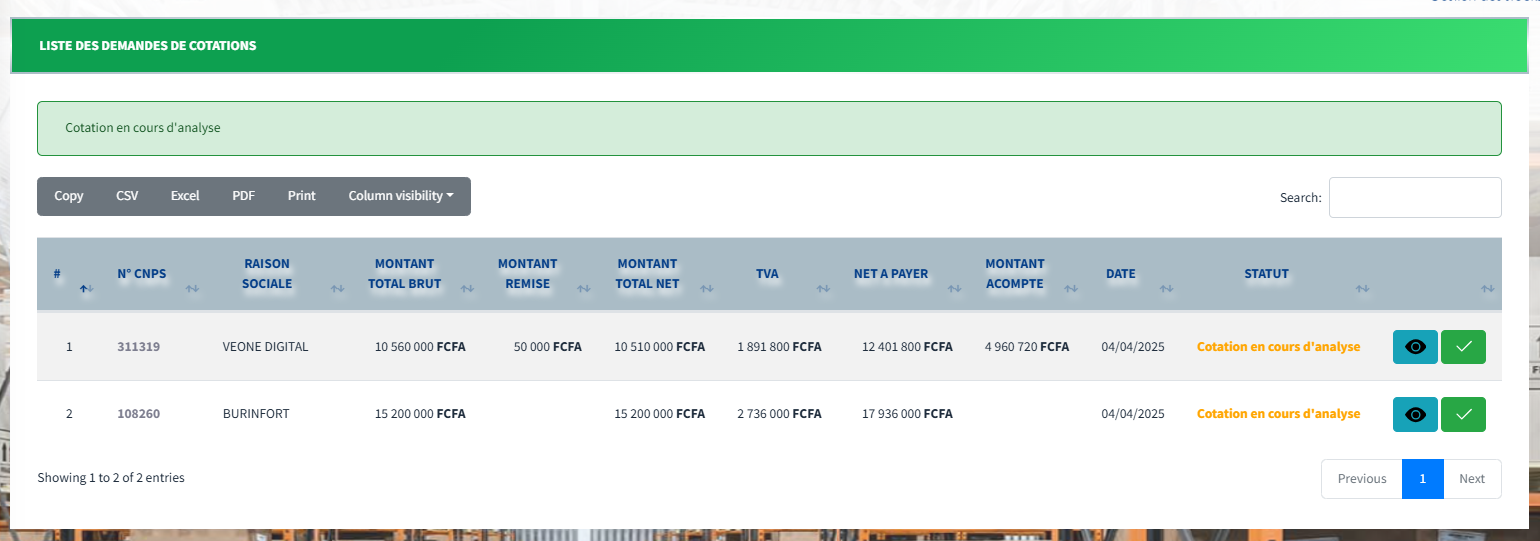 LISTE DES DEMANDES DE COTATIONS
Cotation en cours d'analyse
Copy CSV Excel PDF Print Column visibility
Search:
# N° CNPS RAISON SOCIALE MONTANT TOTAL BRUT MONTANT REMISE MONTANT TOTAL NET TVA NET A PAYER MONTANT ACOMPTE DATE STATUT
1 311319 VEONE DIGITAL 10 560 000 FCFA 50 000 FCFA 10 510 000 FCFA 1 891 800 FCFA 12 401 800 FCFA 4 960 720 FCFA 04/04/2025 Cotation en cours d'analyse
2 108260 BURINFORT 15 200 000 FCFA 15 200 000 FCFA 2 736 000 FCFA 17 936 000 FCFA 04/04/2025 Cotation en cours d'analyse
Showing 1 to 2 of 2 entries
Previous 1 Next